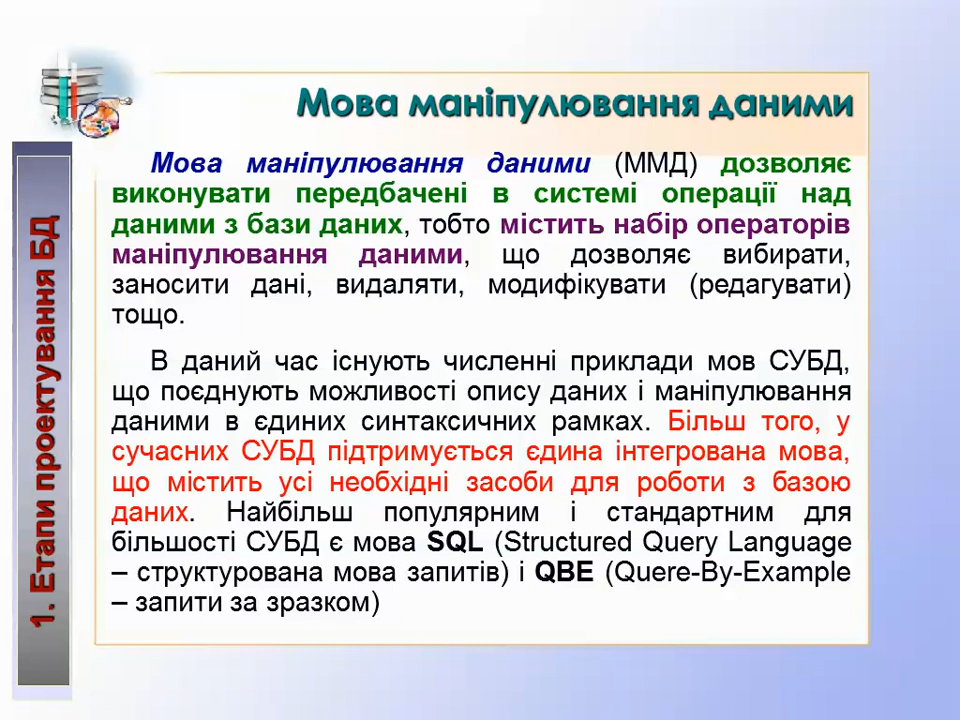 Мова маніпулювання даними
1. Етапи проектування БД
Мова маніпулювання даними (ММД) дозволяє
виконувати передбачені в системі операції над
даними з бази даних, тобто містить набір операторів
маніпулювання даними, що дозволяє вибирати,
заносити дані, видаляти, модифікувати (редагувати)
тощо.
В даний час існують численні приклади мов СУБД,
що поєднують можливості опису даних і маніпулювання
даними в єдиних синтаксичних рамках. Більш того, у
сучасних СУБД підтримується єдина інтегрована мова,
що містить усі необхідні засоби для роботи з базою
даних. Найбільш популярним і стандартним для
більшості СУБД є мова SQL (Structured Query Language
– структурована мова запитів) і QBE (Quere-By-Example
– запити за зразком)